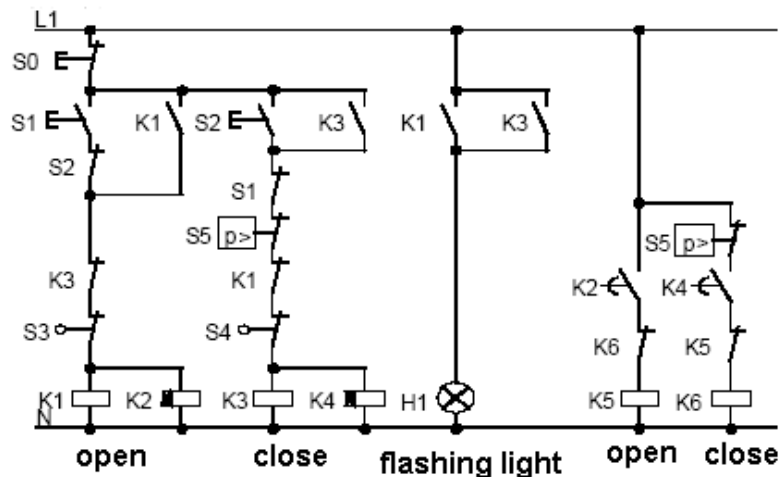 L1
S0
S1 K1 S2 K3 K1 K3
S2
S1
S5 p> S5 p>
K3 K1 K2 K4
S3 S4 K6 K5
K1 K2 K3 K4 H1 K5 K6
N
open close flashing light open close